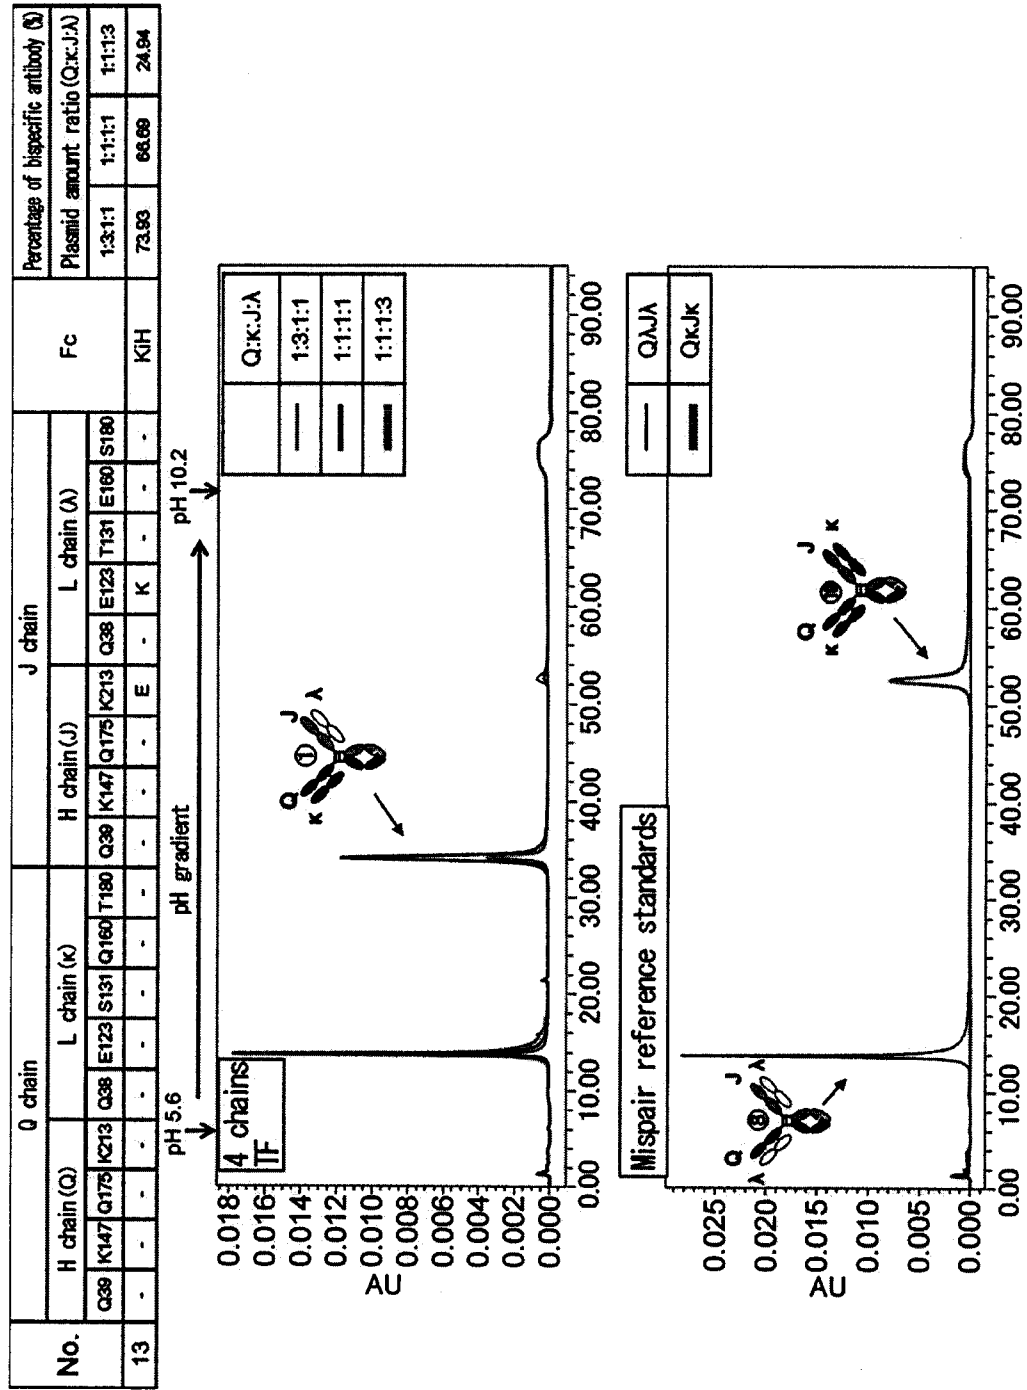 No. Q chain J chain Fc Percentage of bispecific antibody (%)
H chain (Q) L chain (κ) H chain (J) L chain (λ) Plasmid amount ratio (Q:κ:J:λ)
Q39 K147 Q175 K213 Q38 E123 S131 Q160 T180 Q39 K147 Q175 K213 Q38 E123 T131 E160 S180 1:3:1:1 1:1:1:1 1:1:1:3
13 - - - - - - - - - - - - E - K - - - KiH 73.93 66.69 24.94
pH 5.6 pH gradient pH 10.2
4 chains
TF
Q:κ:J:λ
1:3:1:1
1:1:1:1
1:1:1:3
Q J
κ λ
①
AU
0.018
0.016
0.014
0.012
0.010
0.008
0.006
0.004
0.002
0.000
0.00 10.00 20.00 30.00 40.00 50.00 60.00 70.00 80.00 90.00
Mispair reference standards
QλJλ
QκJκ
Q J
λ λ
⑧
Q J
κ κ
AU
0.025
0.020
0.015
0.010
0.005
0.000
0.00 10.00 20.00 30.00 40.00 50.00 60.00 70.00 80.00 90.00